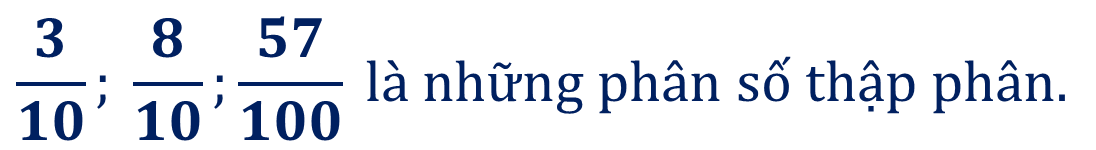 3/10; 8/10; 57/100 là những phân số thập phân.